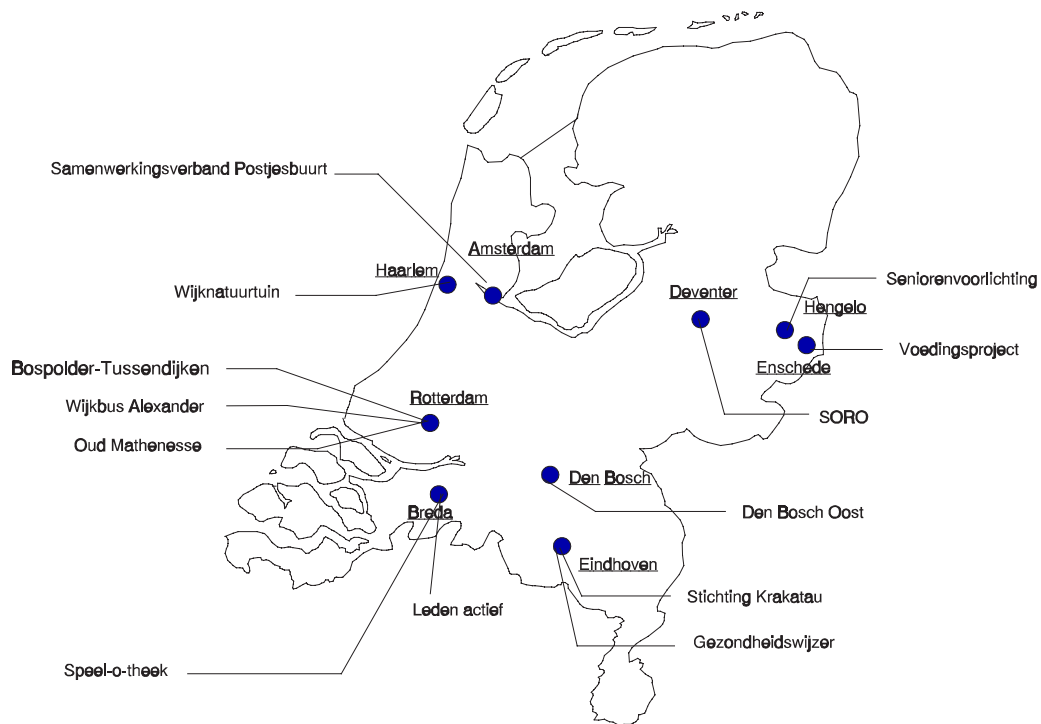 Samenwerkingsverband Postjesbuurt
Amsterdam
Haarlem
Wijknatuurtuin
Deventer
Seniorenvoorlichting
Hengelo
Voedingsproject
Enschede
Bospolder-Tussendijken
Wijkbus Alexander
Rotterdam
Oud Mathenesse
SORO
Den Bosch
Breda
Den Bosch Oost
Eindhoven
Stichting Krakatau
Leden actief
Gezondheidswijzer
Speel-o-theek